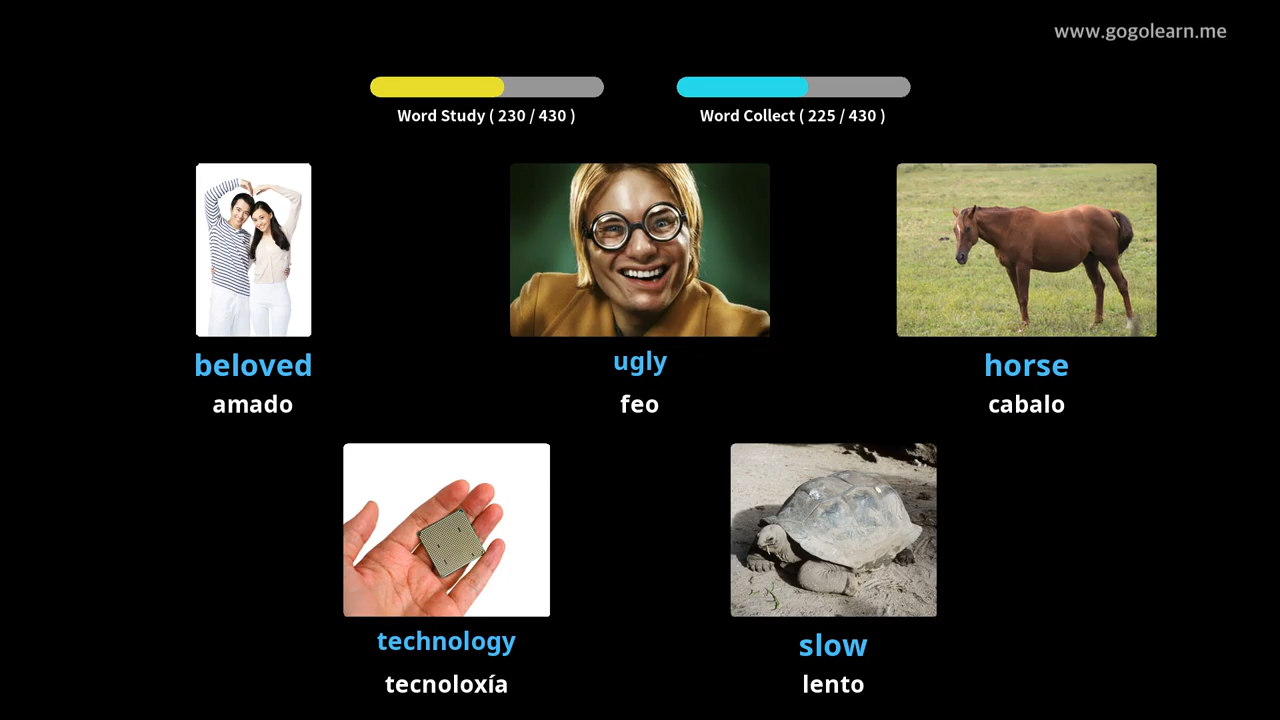 www.gogolearn.me
Word Study ( 230 / 430 )
Word Collect ( 225 / 430 )
beloved
amado
ugly
feo
horse
cabalo
technology
tecnoloxía
slow
lento